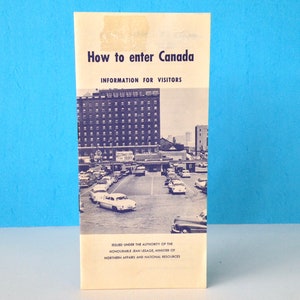 How to enter Canada
INFORMATION FOR VISITORS
ISSUED UNDER THE AUTHORITY OF THE
HONOURABLE JEAN LESAGE, MINISTER OF
NORTHERN AFFAIRS AND NATIONAL RESOURCES